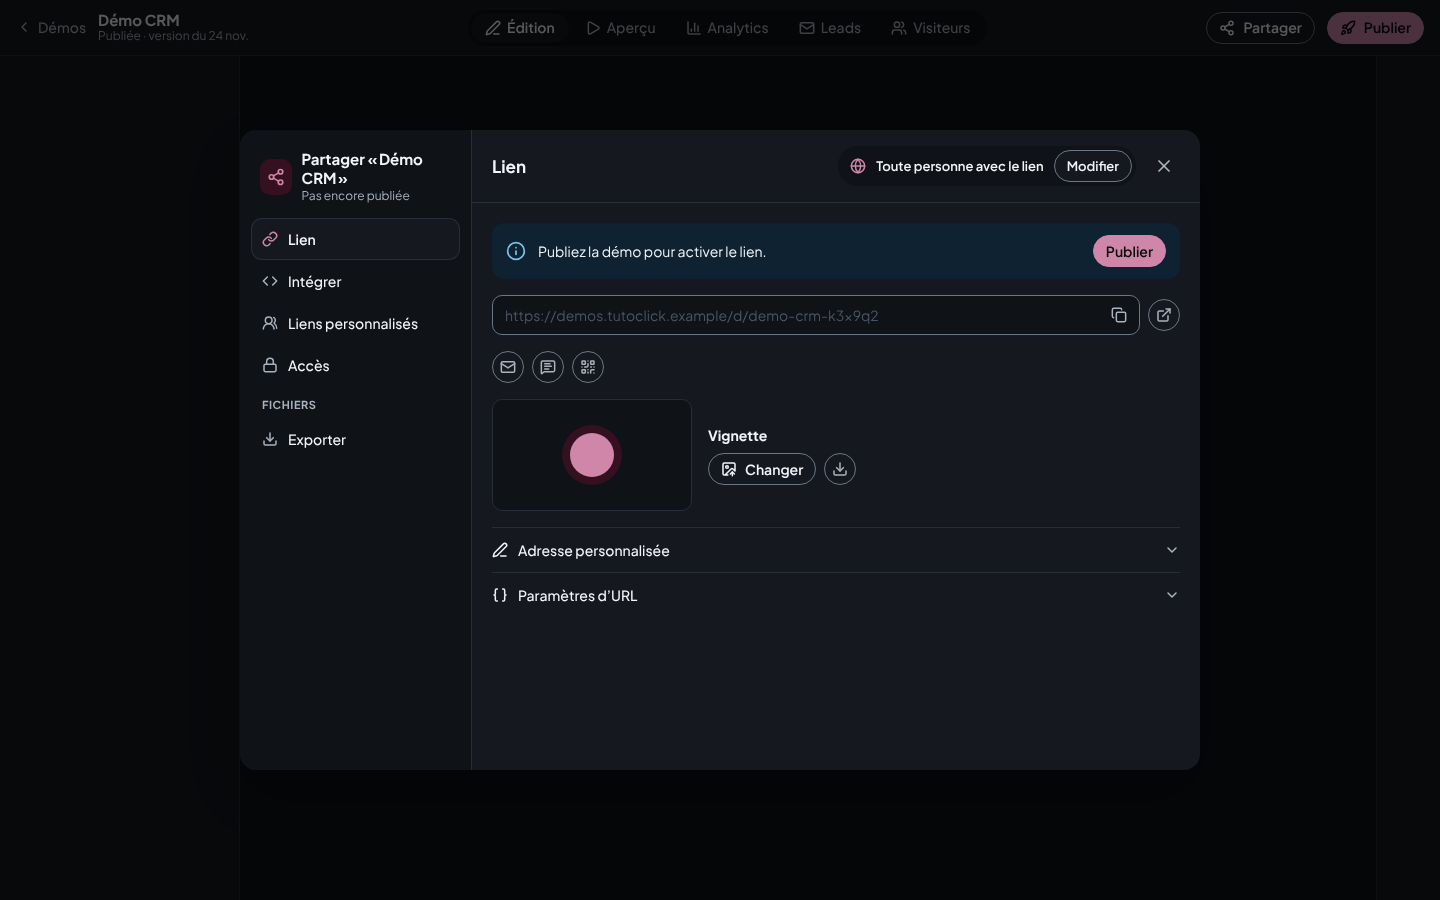 Démos
Démo CRM
Publiée · version du 24 nov.
Édition
Aperçu
Analytics
Leads
Visiteurs
Partager
Publier
Partager « Démo
CRM »
Pas encore publiée
Lien
Intégrer
Liens personnalisés
Accès
FICHIERS
Exporter
Lien
Toute personne avec le lien
Modifier
Publiez la démo pour activer le lien.
Publier
https://demos.tutoclick.example/d/demo-crm-k3x9q2
Vignette
Changer
Adresse personnalisée
Paramètres d’URL